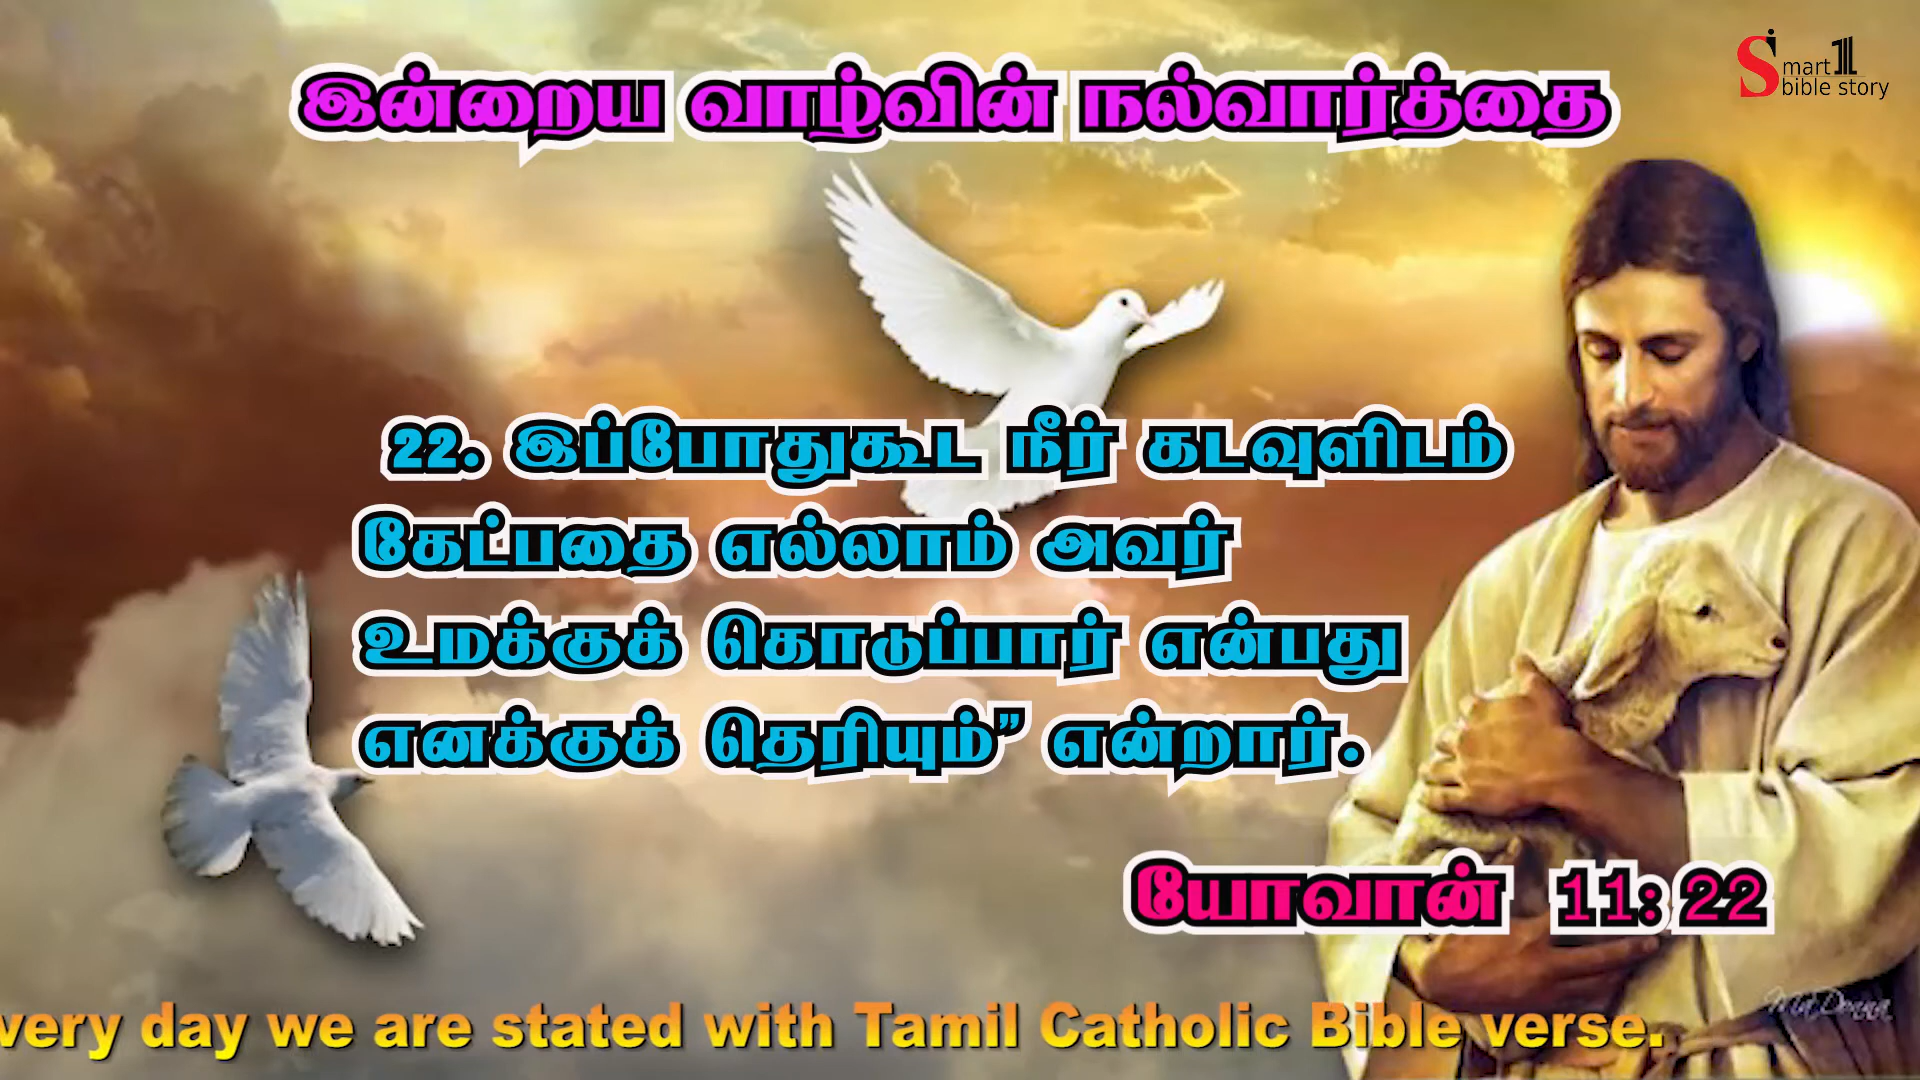 இன்றைய வாழ்வின் நல்வார்த்தை
Smart 1
bible story
22. இப்போதுகூட நீர் கடவுளிடம்
கேட்பதை எல்லாம் அவர்
உமக்குக் கொடுப்பார் என்பது
எனக்குக் தெரியும்" என்றார்.
யோவான் 11: 22
very day we are stated with Tamil Catholic Bible verse.